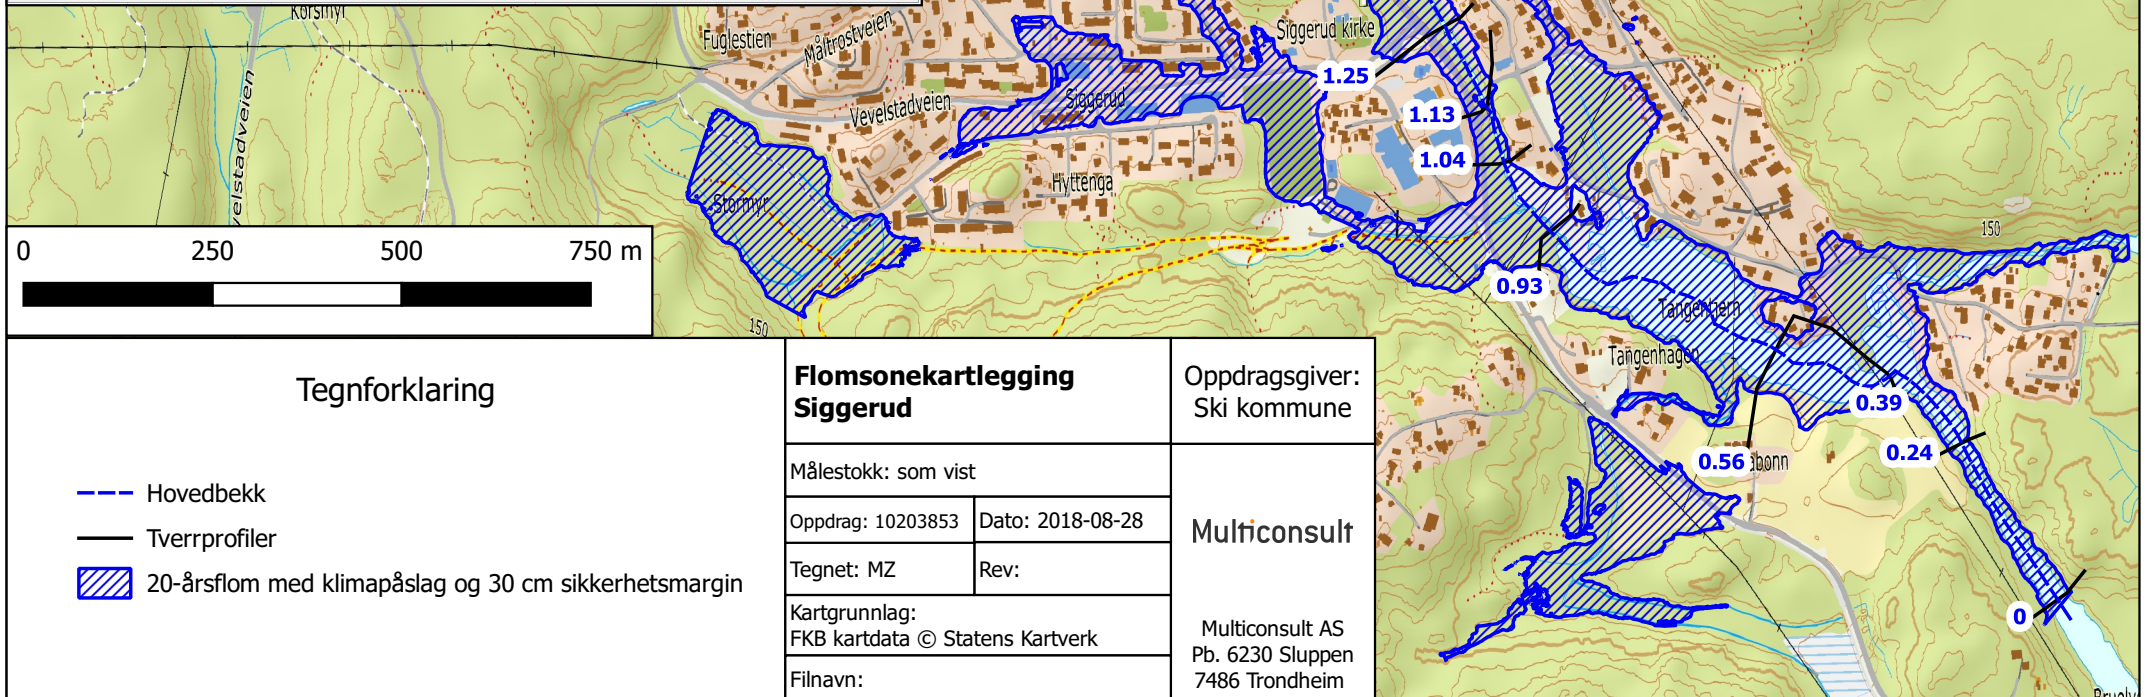 Korsmyr
Fuglestien
Måltrostveien
Siggerud kirke
1.25
Vevelstadveien
Siggerud
1.13
1.04
elstadveien
Stormyr
Hyttenga
0 250 500 750 m
150
150
0.93
Tangentjern
Tangenhagen
0.39
0.56
abonn
0.24
0
Tegnforklaring
Hovedbekk
Tverrprofiler
20-årsflom med klimapåslag og 30 cm sikkerhetsmargin
Flomsonekartlegging
Siggerud
Oppdragsgiver:
Ski kommune
Målestokk: som vist
Oppdrag: 10203853
Dato: 2018-08-28
Tegnet: MZ
Rev:
Kartgrunnlag:
FKB kartdata © Statens Kartverk
Filnavn:
Multiconsult
Multiconsult AS
Pb. 6230 Sluppen
7486 Trondheim